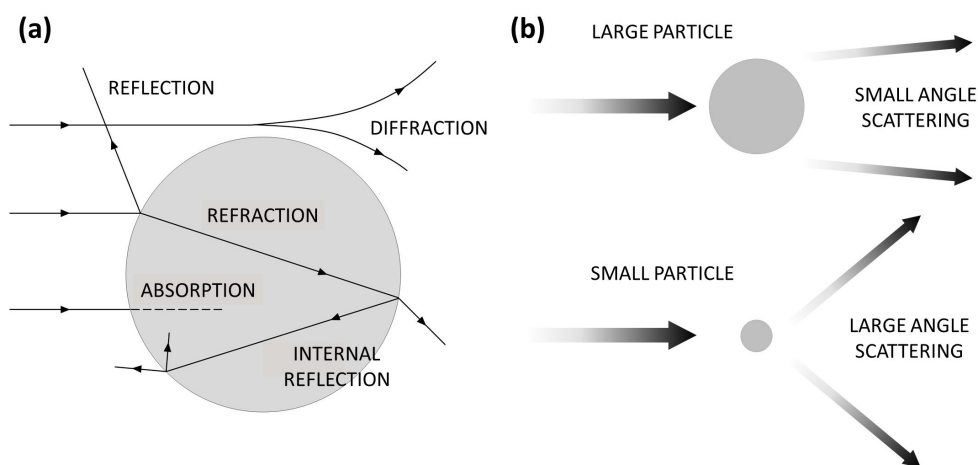 (a)
REFLECTION
DIFFRACTION
REFRACTION
ABSORPTION
INTERNAL
REFLECTION
(b)
LARGE PARTICLE
SMALL ANGLE
SCATTERING
SMALL PARTICLE
LARGE ANGLE
SCATTERING